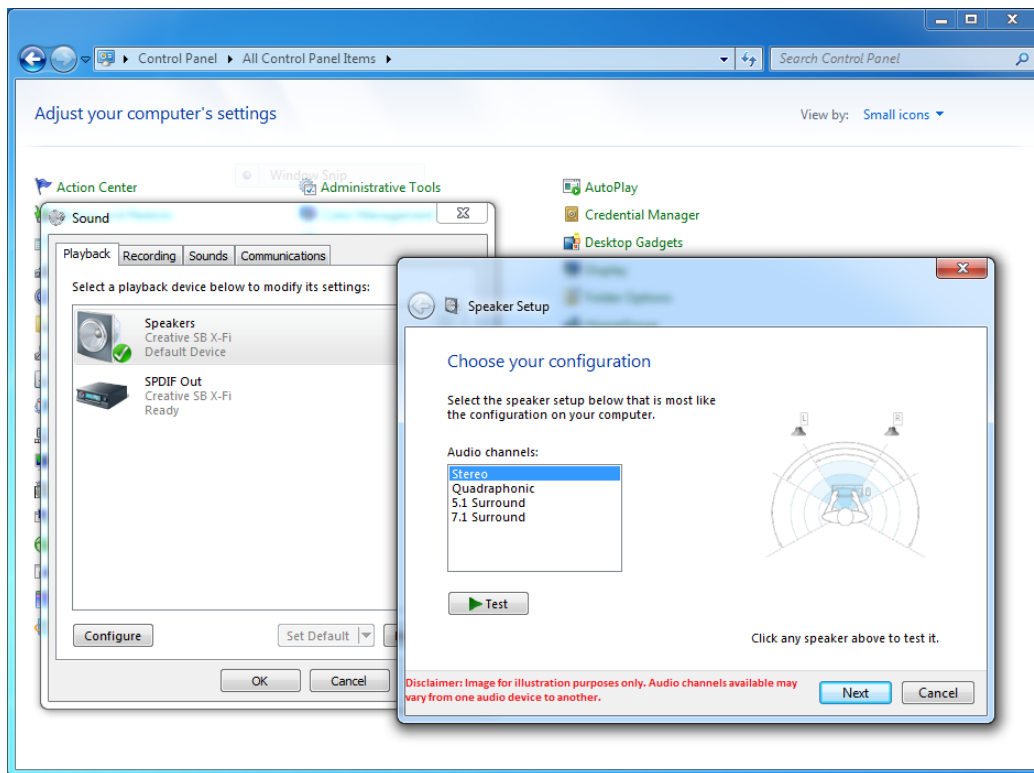 Control Panel
All Control Panel Items
Search Control Panel
Adjust your computer's settings
View by: Small icons
Window Snip
Action Center
Administrative Tools
AutoPlay
Credential Manager
Desktop Gadgets
Display
Folder Options
Sound
Playback
Recording
Sounds
Communications
Select a playback device below to modify its settings:
Speakers
Creative SB X-Fi
Default Device
SPDIF Out
Creative SB X-Fi
Ready
Configure
Set Default
OK
Cancel
Speaker Setup
Choose your configuration
Select the speaker setup below that is most like
the configuration on your computer.
Audio channels:
Stereo
Quadraphonic
5.1 Surround
7.1 Surround
Test
L
R
Click any speaker above to test it.
Disclaimer: Image for illustration purposes only. Audio channels available may
vary from one audio device to another.
Next
Cancel